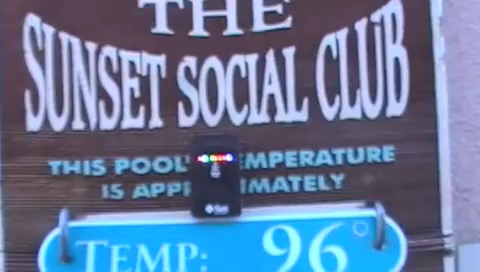 THE
SUNSET SOCIAL CLUB
THIS POOL' EMPERATURE
IS APP IMATELY
TEMP: 96°